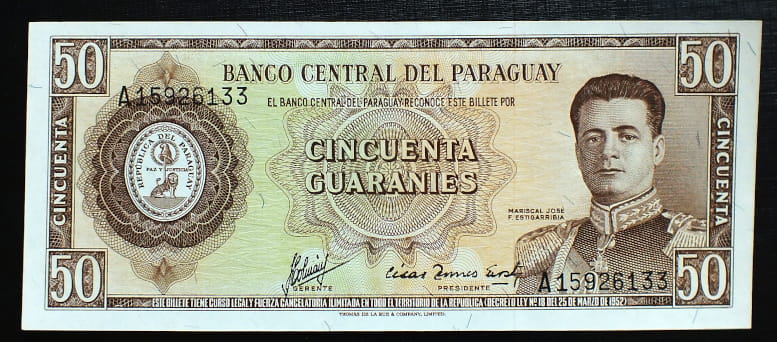 50
50
BANCO CENTRAL DEL PARAGUAY
A15926133
EL BANCO CENTRAL DEL PARAGUAY RECONOCE ESTE BILLETE POR
CINCUENTA
CINCUENTA
REPUBLICA DEL PARAGUAY
PAZ Y JUSTICIA
CINCUENTA
GUARANIES
MARISCAL JOSÉ
F. ESTIGARRIBIA
GERENTE
PRESIDENTE
A15926133
50
50
ESTE BILLETE TIENE CURSO LEGAL Y FUERZA CANCELATORIA ILIMITADA EN TODO EL TERRITORIO DE LA REPUBLICA (DECRETO LEY Nº 18 DEL 25 DE MARZO DE 1952)
THOMAS DE LA RUE & COMPANY, LIMITED.